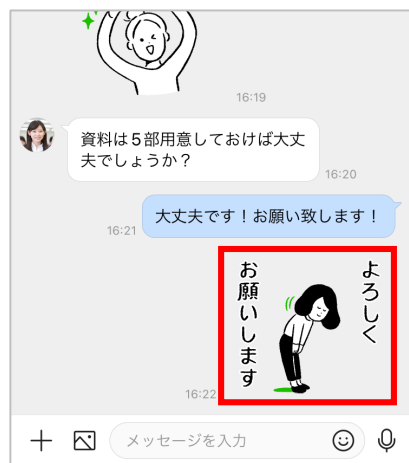 16:19
資料は5部用意しておけば大丈
夫でしょうか？
16:20
大丈夫です！お願い致します！
16:21
よろしく
お願いします
16:22
メッセージを入力